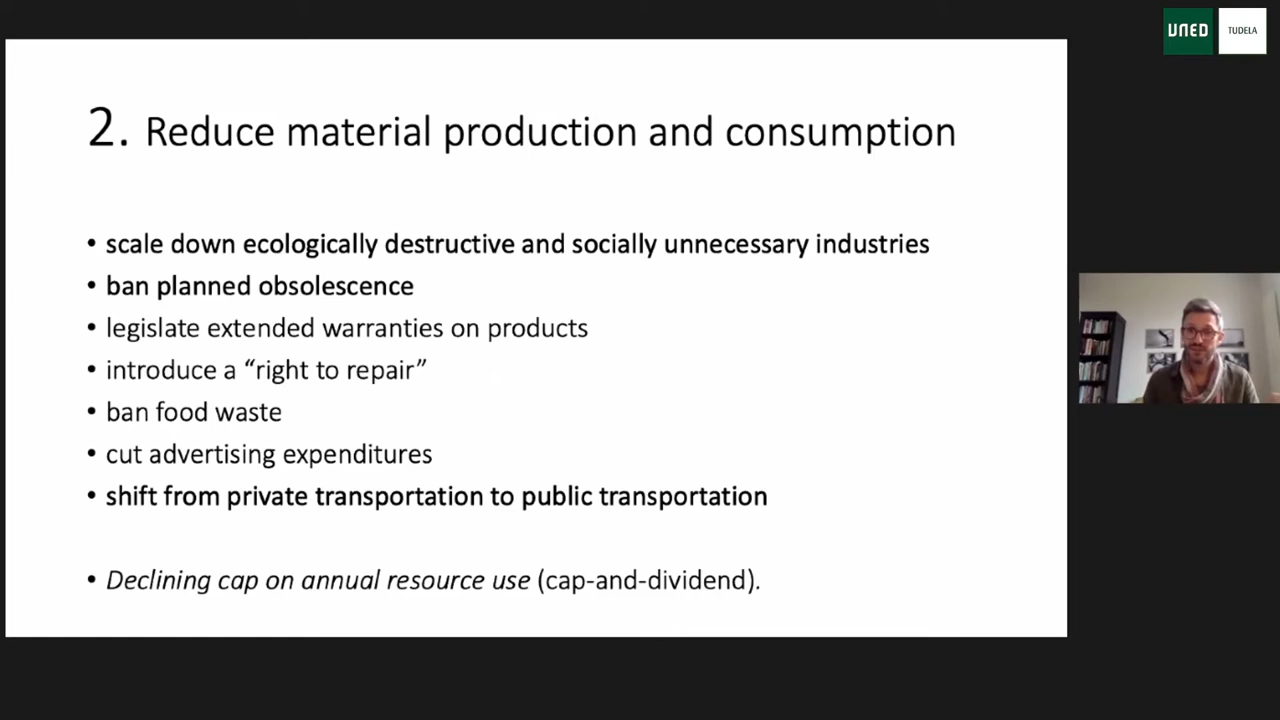 UNED
TUDELA
2. Reduce material production and consumption
• scale down ecologically destructive and socially unnecessary industries
• ban planned obsolescence
• legislate extended warranties on products
• introduce a “right to repair”
• ban food waste
• cut advertising expenditures
• shift from private transportation to public transportation
• Declining cap on annual resource use (cap-and-dividend).